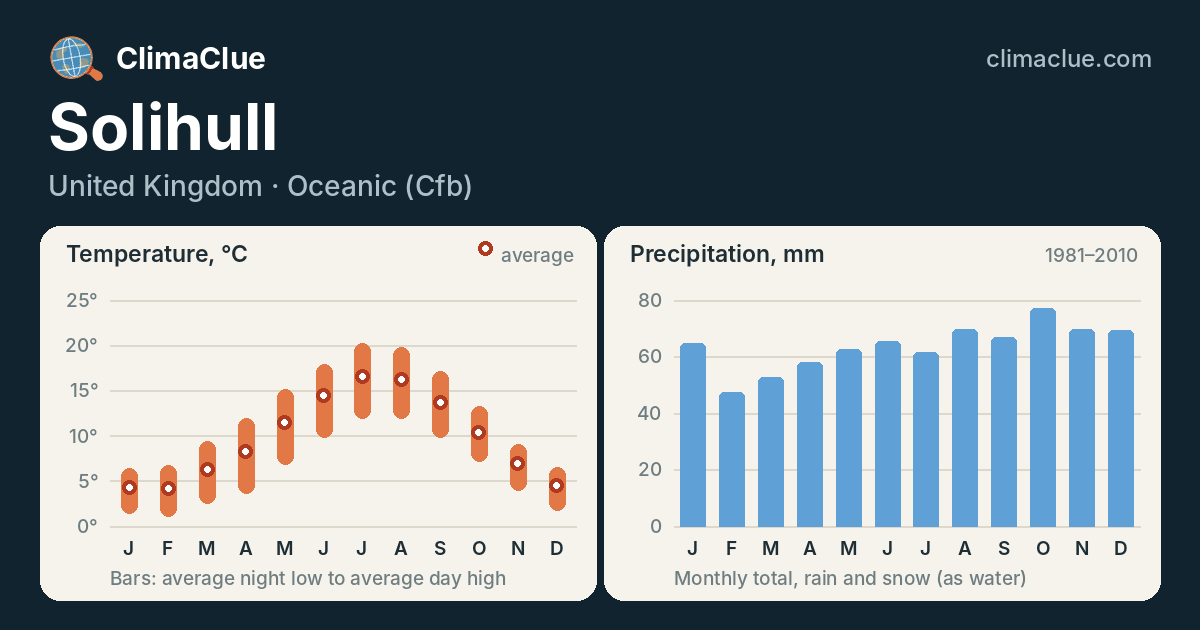 ClimaClue
climaclue.com
Solihull
United Kingdom · Oceanic (Cfb)
Temperature, °C
average
25°
20°
15°
10°
5°
0°
J F M A M J J A S O N D
Bars: average night low to average day high
Precipitation, mm
1981–2010
80
60
40
20
0
J F M A M J J A S O N D
Monthly total, rain and snow (as water)